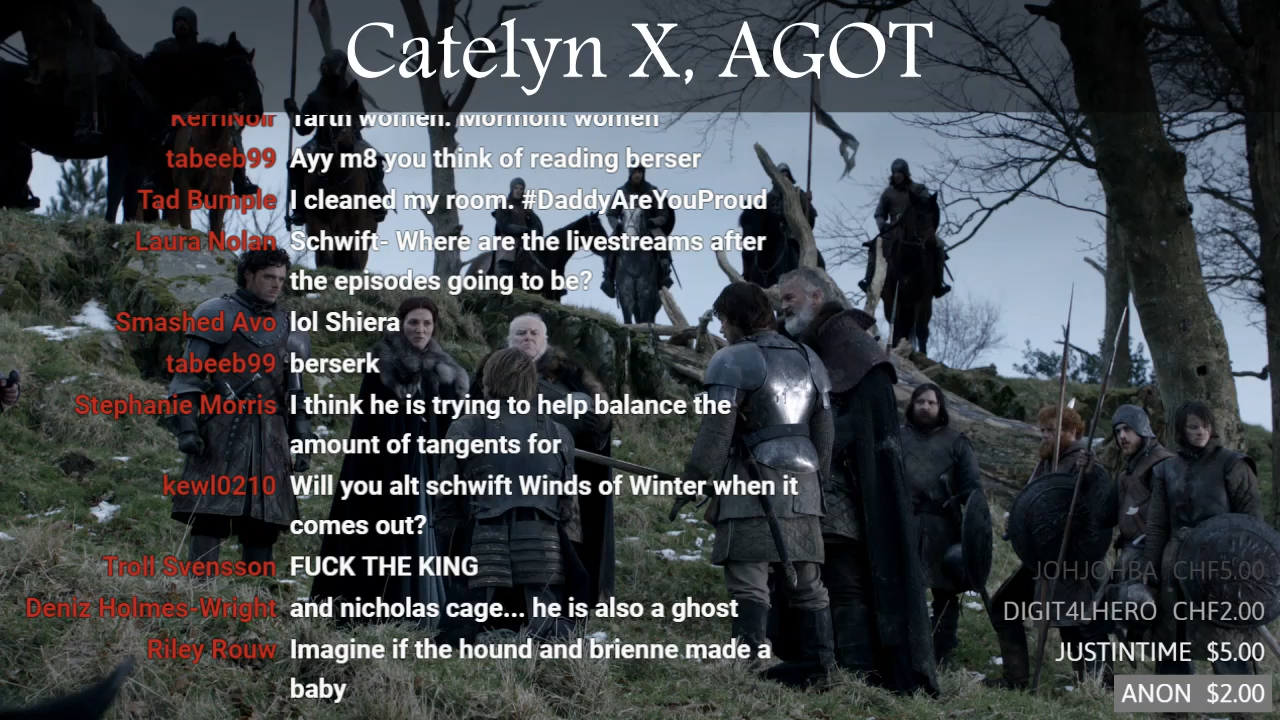 Catelyn X, AGOT
KerriNoir Tarth women. Mormont women
tabeeb99 Ayy m8 you think of reading berser
Tad Bumple I cleaned my room. #DaddyAreYouProud
Laura Nolan Schwift- Where are the livestreams after
the episodes going to be?
Smashed Avo lol Shiera
tabeeb99 berserk
Stephanie Morris I think he is trying to help balance the
amount of tangents for
kewl0210 Will you alt schwift Winds of Winter when it
comes out?
Troll Svensson FUCK THE KING
Deniz Holmes-Wright and nicholas cage... he is also a ghost
Riley Rouw Imagine if the hound and brienne made a
baby
JOHJOHBA CHF5.00
DIGIT4LHERO CHF2.00
JUSTINTIME $5.00
ANON $2.00